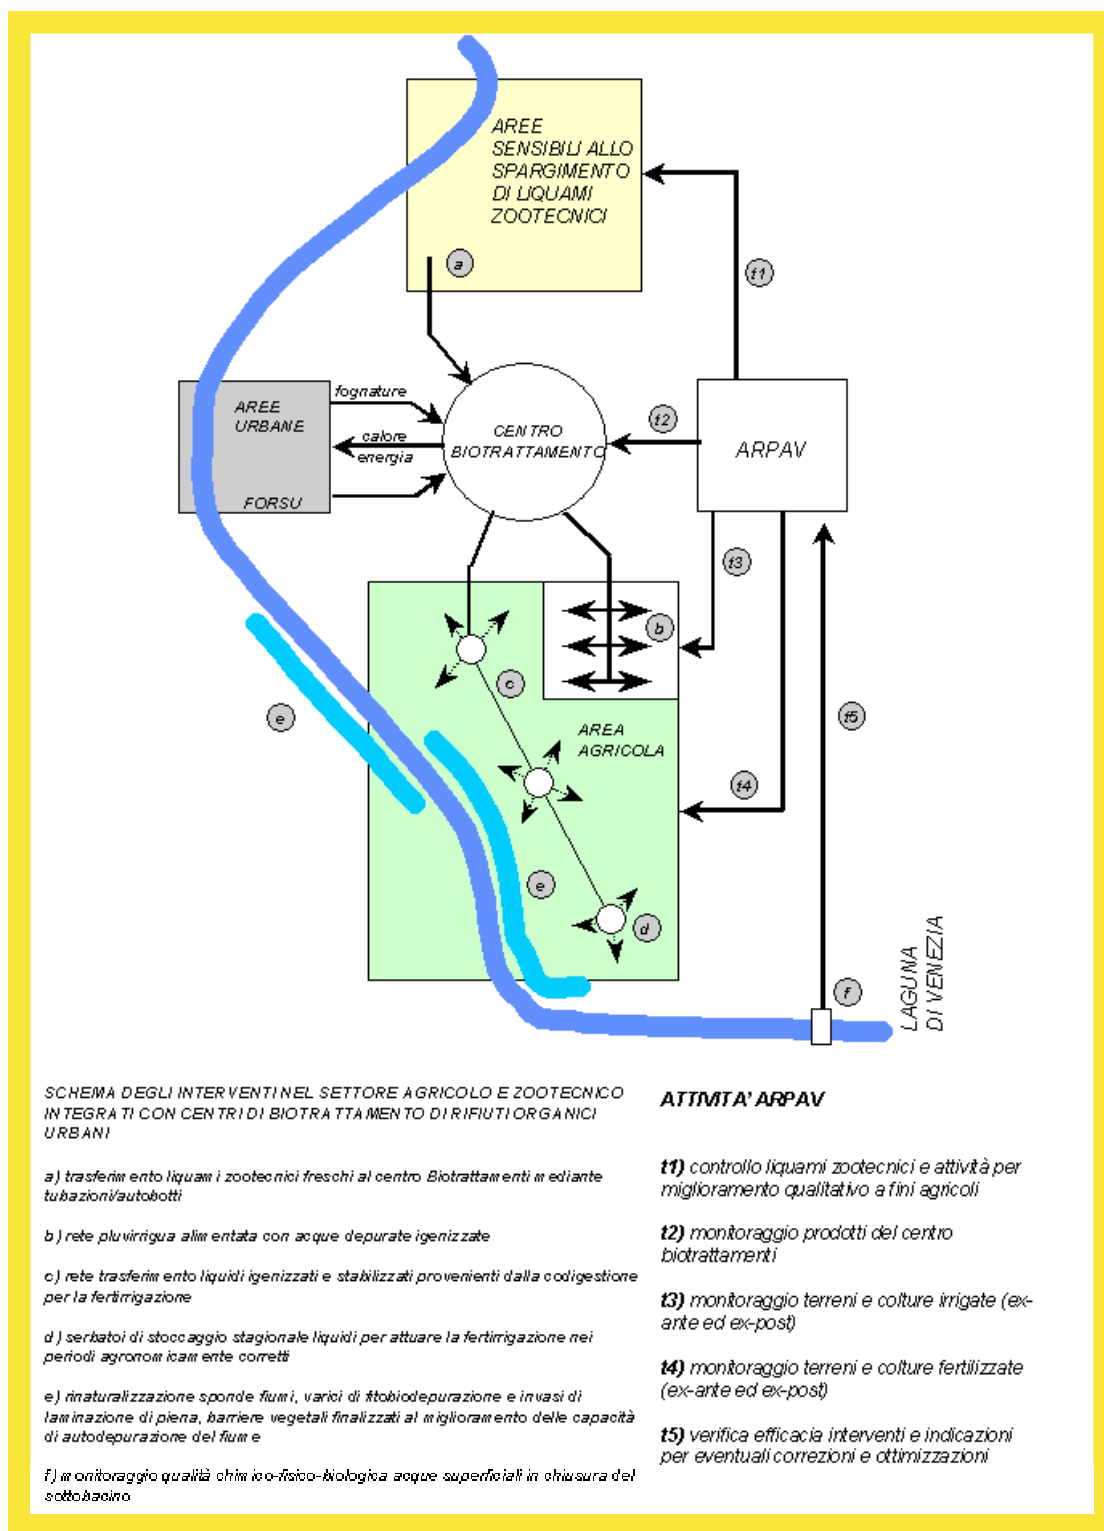 AREE
SENSIBILI ALLO
SPARGIMENTO
DI LIQUAMI
ZOOTECNICI
a
t1
AREE
URBANE
FORSU
fognature
calore
energia
CENTRO
BIOTRATTAMENTO
t2
ARPAV
t3
b
c
e
AREA
AGRICOLA
t5
t4
e
d
f
LAGUNA
DI VENEZIA
SCHEMA DEGLI INTERVENTI NEL SETTORE AGRICOLO E ZOOTECNICO
INTEGRATI CON CENTRI DI BIOTRATTAMENTO DI RIFIUTI ORGANICI
URBANI
a) trasferimento liquami zootecnici freschi al centro Biotrattamenti mediante
tubazioni/autobotti
b) rete pluvirrigua alimentata con acque depurate igenizzate
c) rete trasferimento liquidi igenizzati e stabilizzati provenienti dalla codigestione
per la fertirrigazione
d) serbatoi di stoccaggio stagionale liquidi per attuare la fertirrigazione nei
periodi agronomicamente corretti
e) rinaturalizzazione sponde fiumi, varici di fitobiodepurazione e invasi di
laminazione di piena, barriere vegetali finalizzati al miglioramento delle capacità
di autodepurazione del fiume
f) monitoraggio qualità chimico-fisico-biologica acque superficiali in chiusura del
sottobacino
ATTIVITA' ARPAV
t1) controllo liquami zootecnici e attività per
miglioramento qualitativo a fini agricoli
t2) monitoraggio prodotti del centro
biotrattamenti
t3) monitoraggio terreni e colture irrigate (ex-
ante ed ex-post)
t4) monitoraggio terreni e colture fertilizzate
(ex-ante ed ex-post)
t5) verifica efficacia interventi e indicazioni
per eventuali correzioni e ottimizzazioni